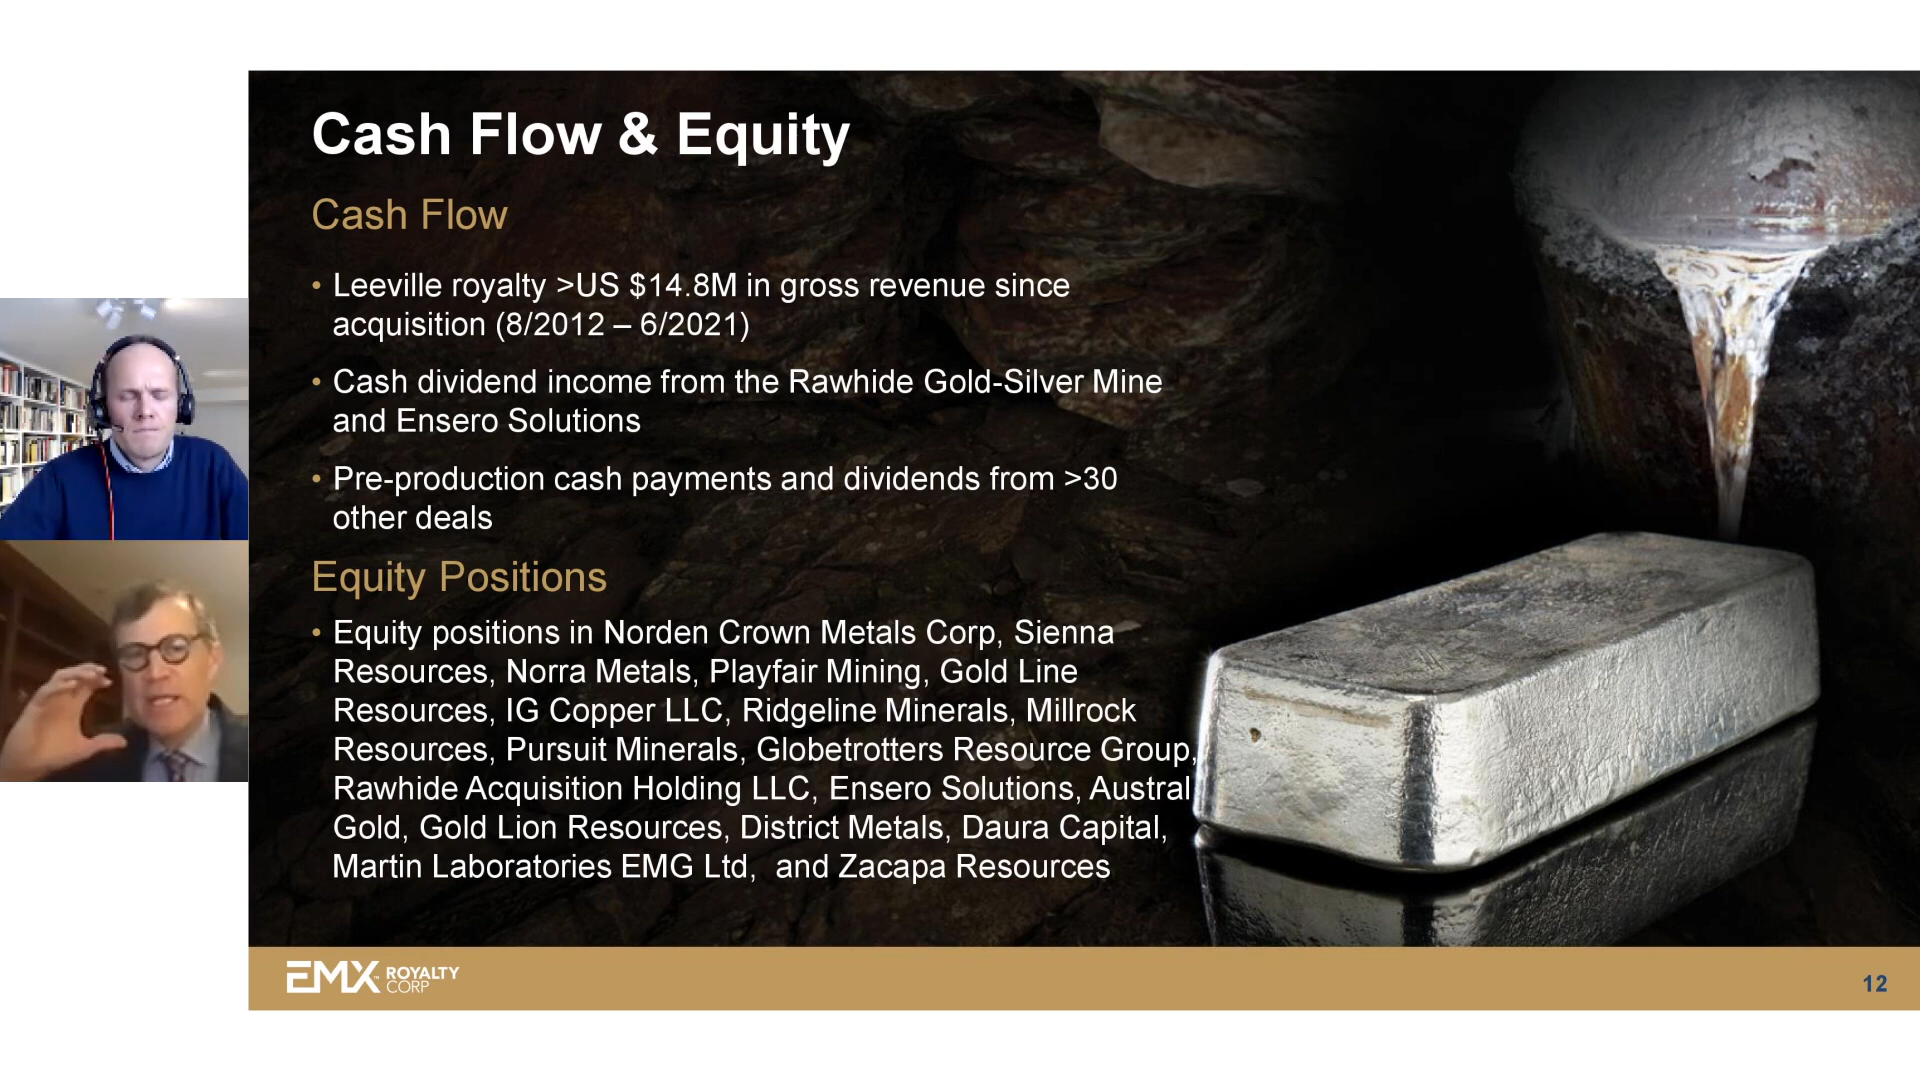 Cash Flow & Equity
Cash Flow
• Leeville royalty >US $14.8M in gross revenue since
acquisition (8/2012 – 6/2021)
• Cash dividend income from the Rawhide Gold-Silver Mine
and Ensero Solutions
• Pre-production cash payments and dividends from >30
other deals
Equity Positions
• Equity positions in Norden Crown Metals Corp, Sienna
Resources, Norra Metals, Playfair Mining, Gold Line
Resources, IG Copper LLC, Ridgeline Minerals, Millrock
Resources, Pursuit Minerals, Globetrotters Resource Group,
Rawhide Acquisition Holding LLC, Ensero Solutions, Austral
Gold, Gold Lion Resources, District Metals, Daura Capital,
Martin Laboratories EMG Ltd,  and Zacapa Resources
EMX™ ROYALTY
CORP
12